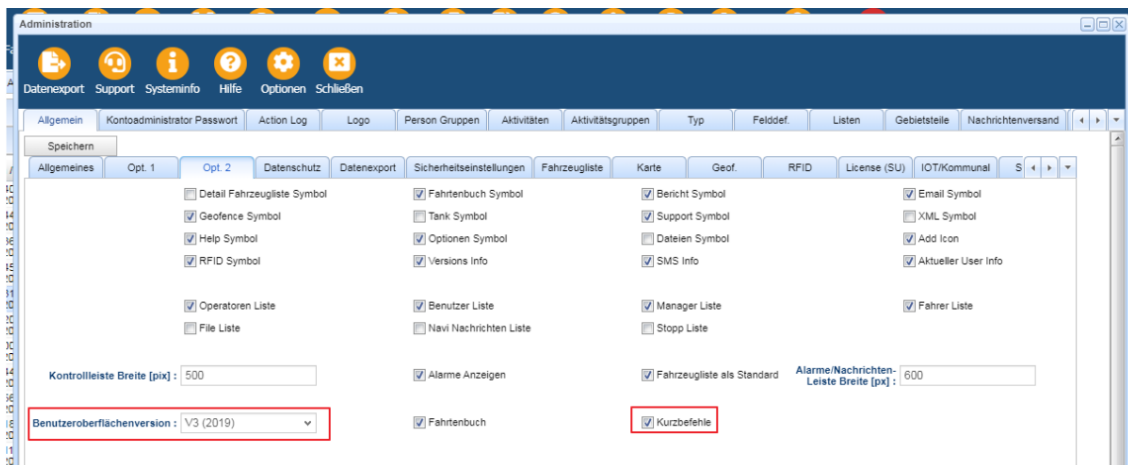 Administration
Datenexport Support Systeminfo Hilfe Optionen Schließen
Allgemein Kontoadministrator Passwort Action Log Logo Person Gruppen Aktivitäten Aktivitätsgruppen Typ Felddef. Listen Gebietsteile Nachrichtenversand
Speichern
Allgemeines Opt. 1 Opt. 2 Datenschutz Datenexport Sicherheitseinstellungen Fahrzeugliste Karte Geof. RFID License (SU) IOT/Kommunal S
Detail Fahrzeugliste Symbol Fahrtenbuch Symbol Bericht Symbol Email Symbol
Geofence Symbol Tank Symbol Support Symbol XML Symbol
Help Symbol Optionen Symbol Dateien Symbol Add Icon
RFID Symbol Versions Info SMS Info Aktueller User Info
Operatoren Liste Benutzer Liste Manager Liste Fahrer Liste
File Liste Navi Nachrichten Liste Stopp Liste
Kontrollleiste Breite [pix] : 500 Alarme Anzeigen Fahrzeugliste als Standard Alarme/Nachrichten-
Leiste Breite [px] : 600
Benutzeroberflächenversion : V3 (2019) Fahrtenbuch Kurzbefehle